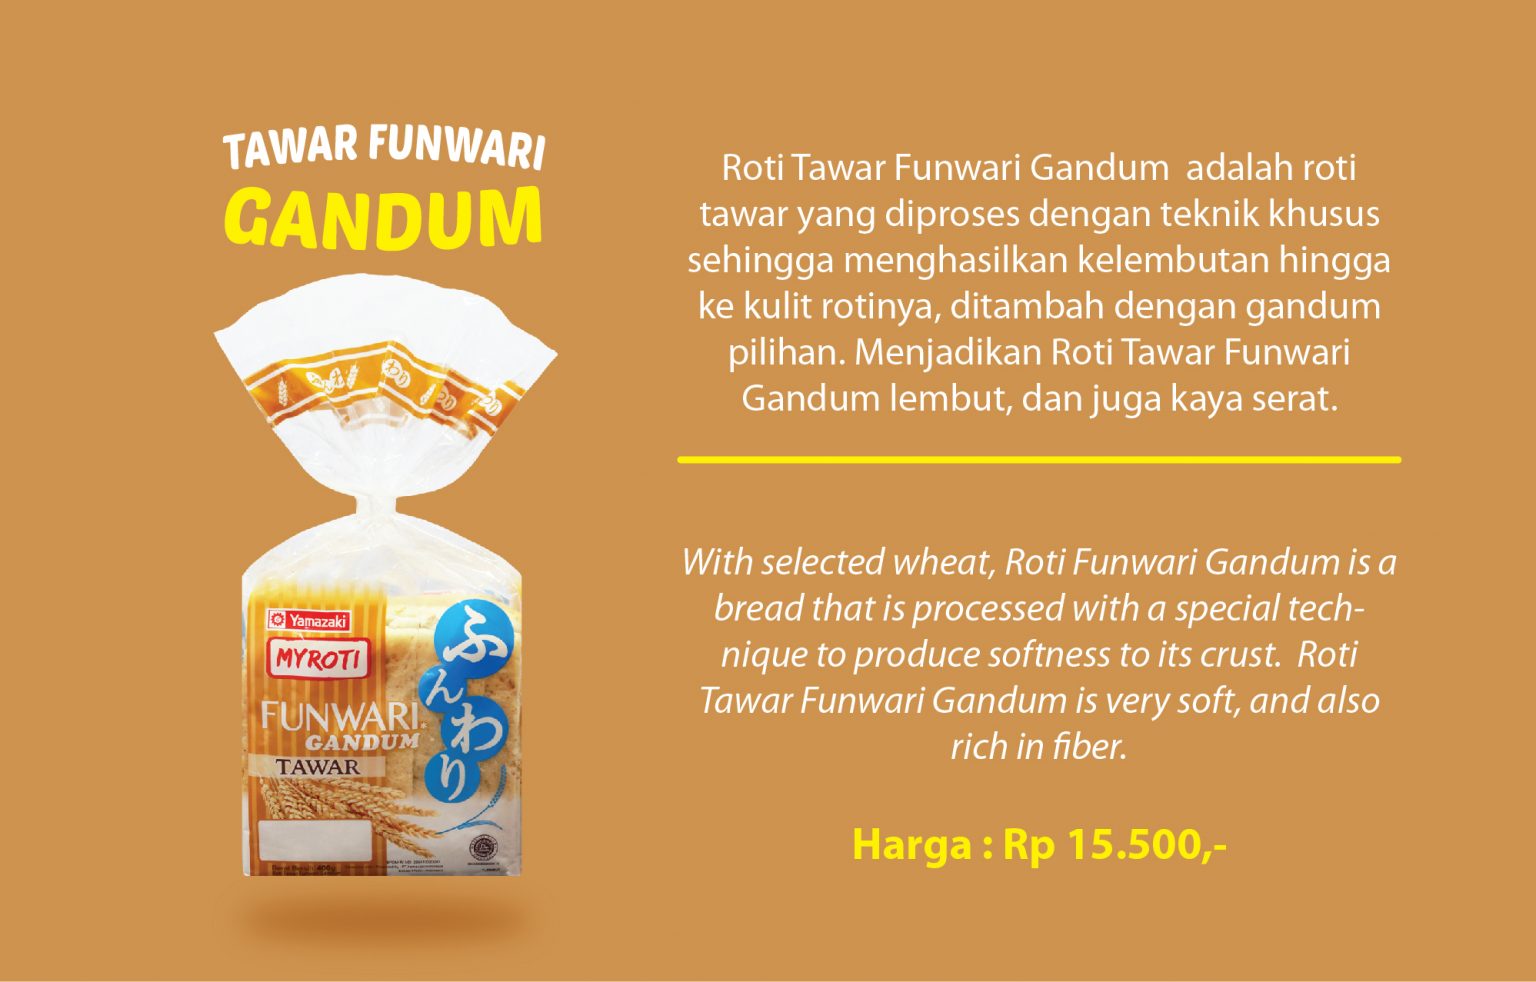 TAWAR FUNWARI
GANDUM
Yamazaki
MYROTI
FUNWARI
GANDUM
TAWAR
ふんわり
Roti Tawar Funwari Gandum  adalah roti
tawar yang diproses dengan teknik khusus
sehingga menghasilkan kelembutan hingga
ke kulit rotinya, ditambah dengan gandum
pilihan. Menjadikan Roti Tawar Funwari
Gandum lembut, dan juga kaya serat.
With selected wheat, Roti Funwari Gandum is a
bread that is processed with a special tech-
nique to produce softness to its crust.  Roti
Tawar Funwari Gandum is very soft, and also
rich in fiber.
Harga : Rp 15.500,-